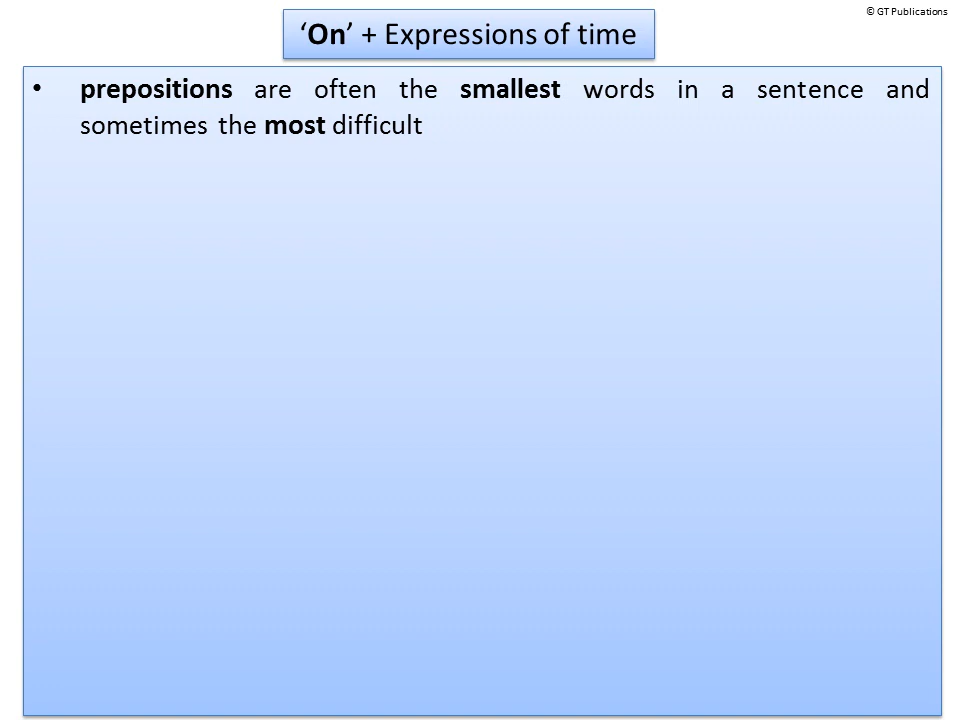 © GT Publications
‘On’ + Expressions of time
• prepositions are often the smallest words in a sentence and
sometimes the most difficult